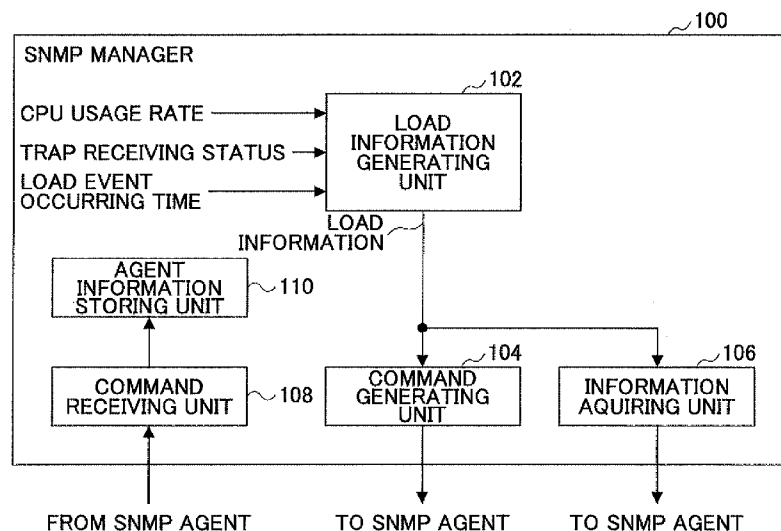 100
SNMP MANAGER
102
CPU USAGE RATE
TRAP RECEIVING STATUS
LOAD EVENT
OCCURRING TIME
LOAD
INFORMATION
GENERATING
UNIT
LOAD
INFORMATION
AGENT
INFORMATION
STORING UNIT
110
104
106
COMMAND
RECEIVING UNIT
108
COMMAND
GENERATING
UNIT
INFORMATION
AQUIRING UNIT
FROM SNMP AGENT
TO SNMP AGENT
TO SNMP AGENT